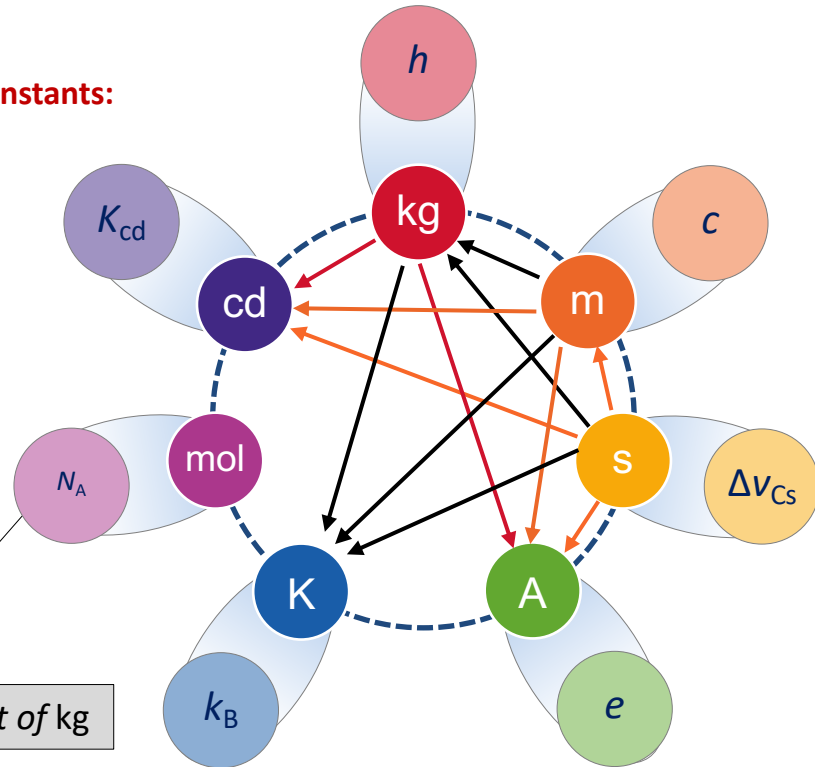 h
nstants:
kg
K_cd
c
cd
m
mol
s
N_A
Δν_Cs
K
A
k_B
e
t of kg